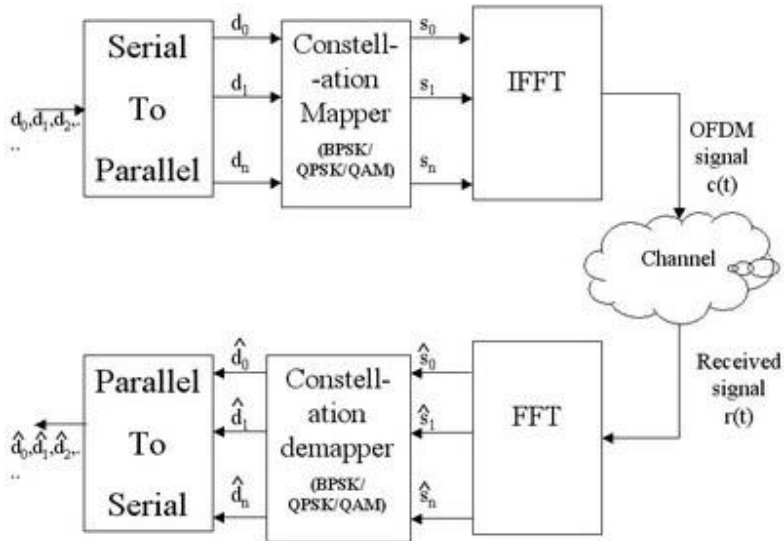 Serial
To
Parallel
d0,d1,d2,.
..
d0
d1
dn
Constell-
-ation
Mapper
(BPSK/
QPSK/QAM)
s0
s1
sn
IFFT
OFDM
signal
c(t)
Channel
Received
signal
r(t)
FFT
ŝ0
ŝ1
ŝn
Constell-
ation
demapper
(BPSK/
QPSK/QAM)
d̂0
d̂1
d̂n
Parallel
To
Serial
d̂0,d̂1,d̂2,.
..